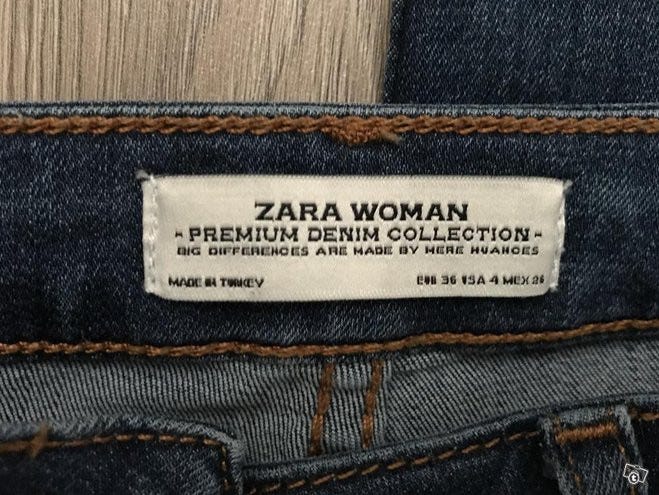 ZARA WOMAN
- PREMIUM DENIM COLLECTION -
BIG DIFFERENCES ARE MADE BY MERE NUANCES
MADE IN TURKEY EUR 36 USA 4 MEX 26